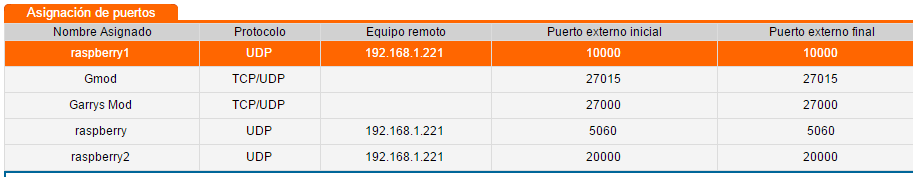 Asignación de puertos
Nombre Asignado Protocolo Equipo remoto Puerto externo inicial Puerto externo final
raspberry1 UDP 192.168.1.221 10000 10000
Gmod TCP/UDP 27015 27015
Garrys Mod TCP/UDP 27000 27000
raspberry UDP 192.168.1.221 5060 5060
raspberry2 UDP 192.168.1.221 20000 20000